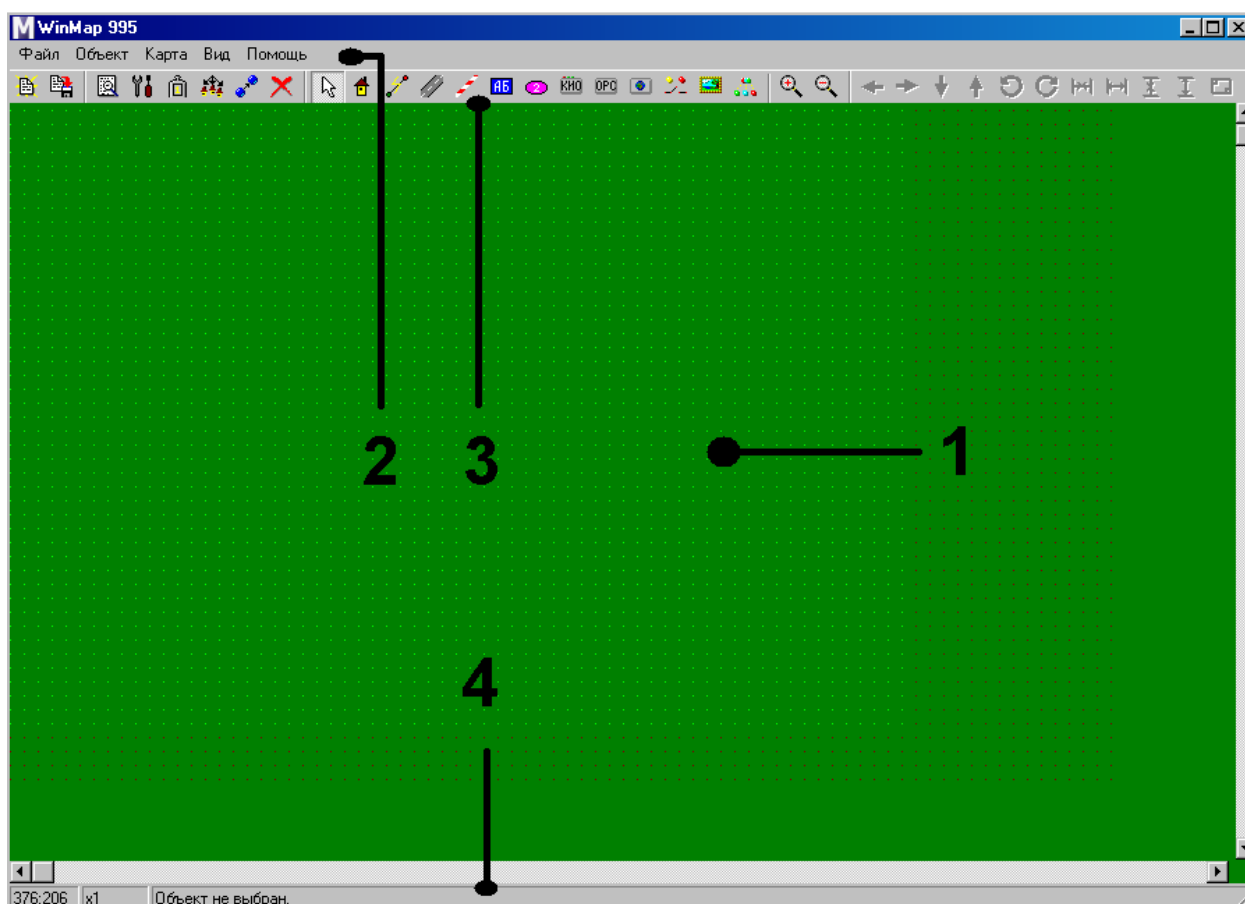 WinMap 995
Файл Объект Карта Вид Помощь
АБ 2 КНО ОРС
2 3 1
4
376:206 x1 Объект не выбран.